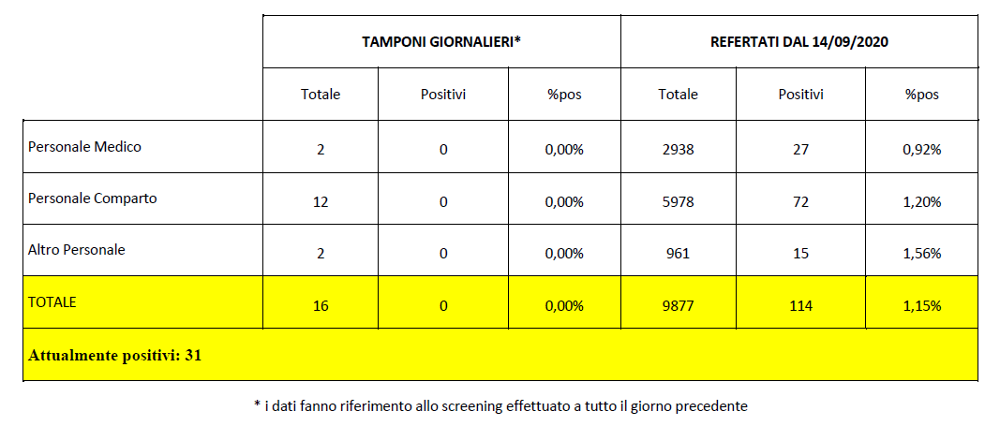 TAMPONI GIORNALIERI* REFERTATI DAL 14/09/2020
Totale Positivi %pos Totale Positivi %pos
Personale Medico 2 0 0,00% 2938 27 0,92%
Personale Comparto 12 0 0,00% 5978 72 1,20%
Altro Personale 2 0 0,00% 961 15 1,56%
TOTALE 16 0 0,00% 9877 114 1,15%
Attualmente positivi: 31
* i dati fanno riferimento allo screening effettuato a tutto il giorno precedente